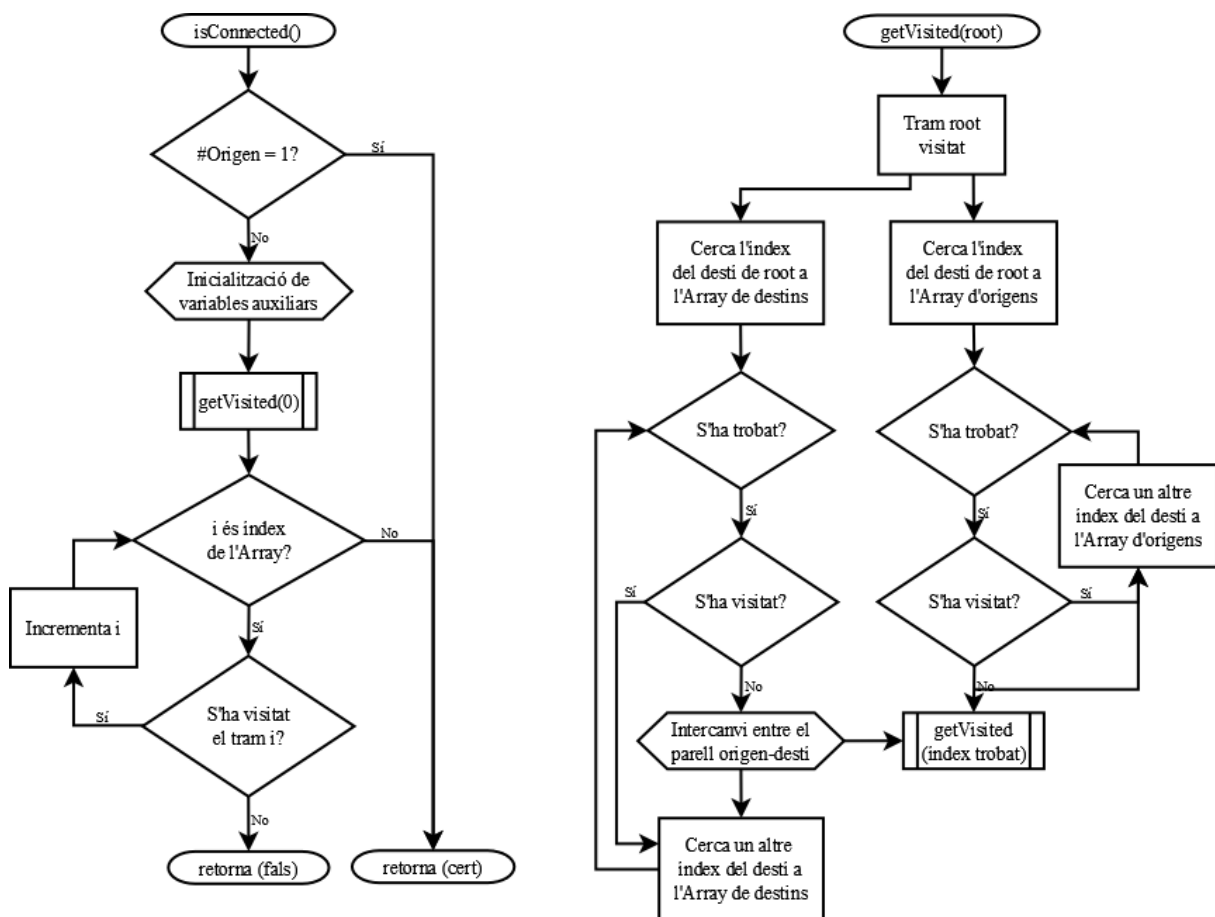 isConnected()
#Origen = 1?
Sí
No
Inicialització de
variables auxiliars
getVisited(0)
i és index
de l'Array?
No
Sí
Incrementa i
S'ha visitat
el tram i?
Sí
No
retorna (fals)
retorna (cert)
getVisited(root)
Tram root
visitat
Cerca l'index
del desti de root a
l'Array de destins
Cerca l'index
del desti de root a
l'Array d'origens
S'ha trobat?
S'ha trobat?
Sí
Sí
Cerca un altre
index del desti a
l'Array d'origens
S'ha visitat?
S'ha visitat?
Sí
Sí
No
No
Intercanvi entre el
parell origen-desti
getVisited
(index trobat)
Cerca un altre
index del desti a
l'Array de destins